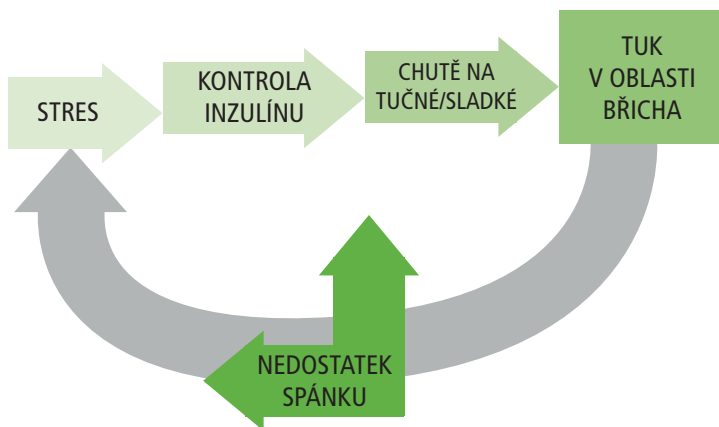 STRES
KONTROLA
INZULÍNU
CHUTĚ NA
TUČNÉ/SLADKÉ
TUK
V OBLASTI
BŘICHA
NEDOSTATEK
SPÁNKU